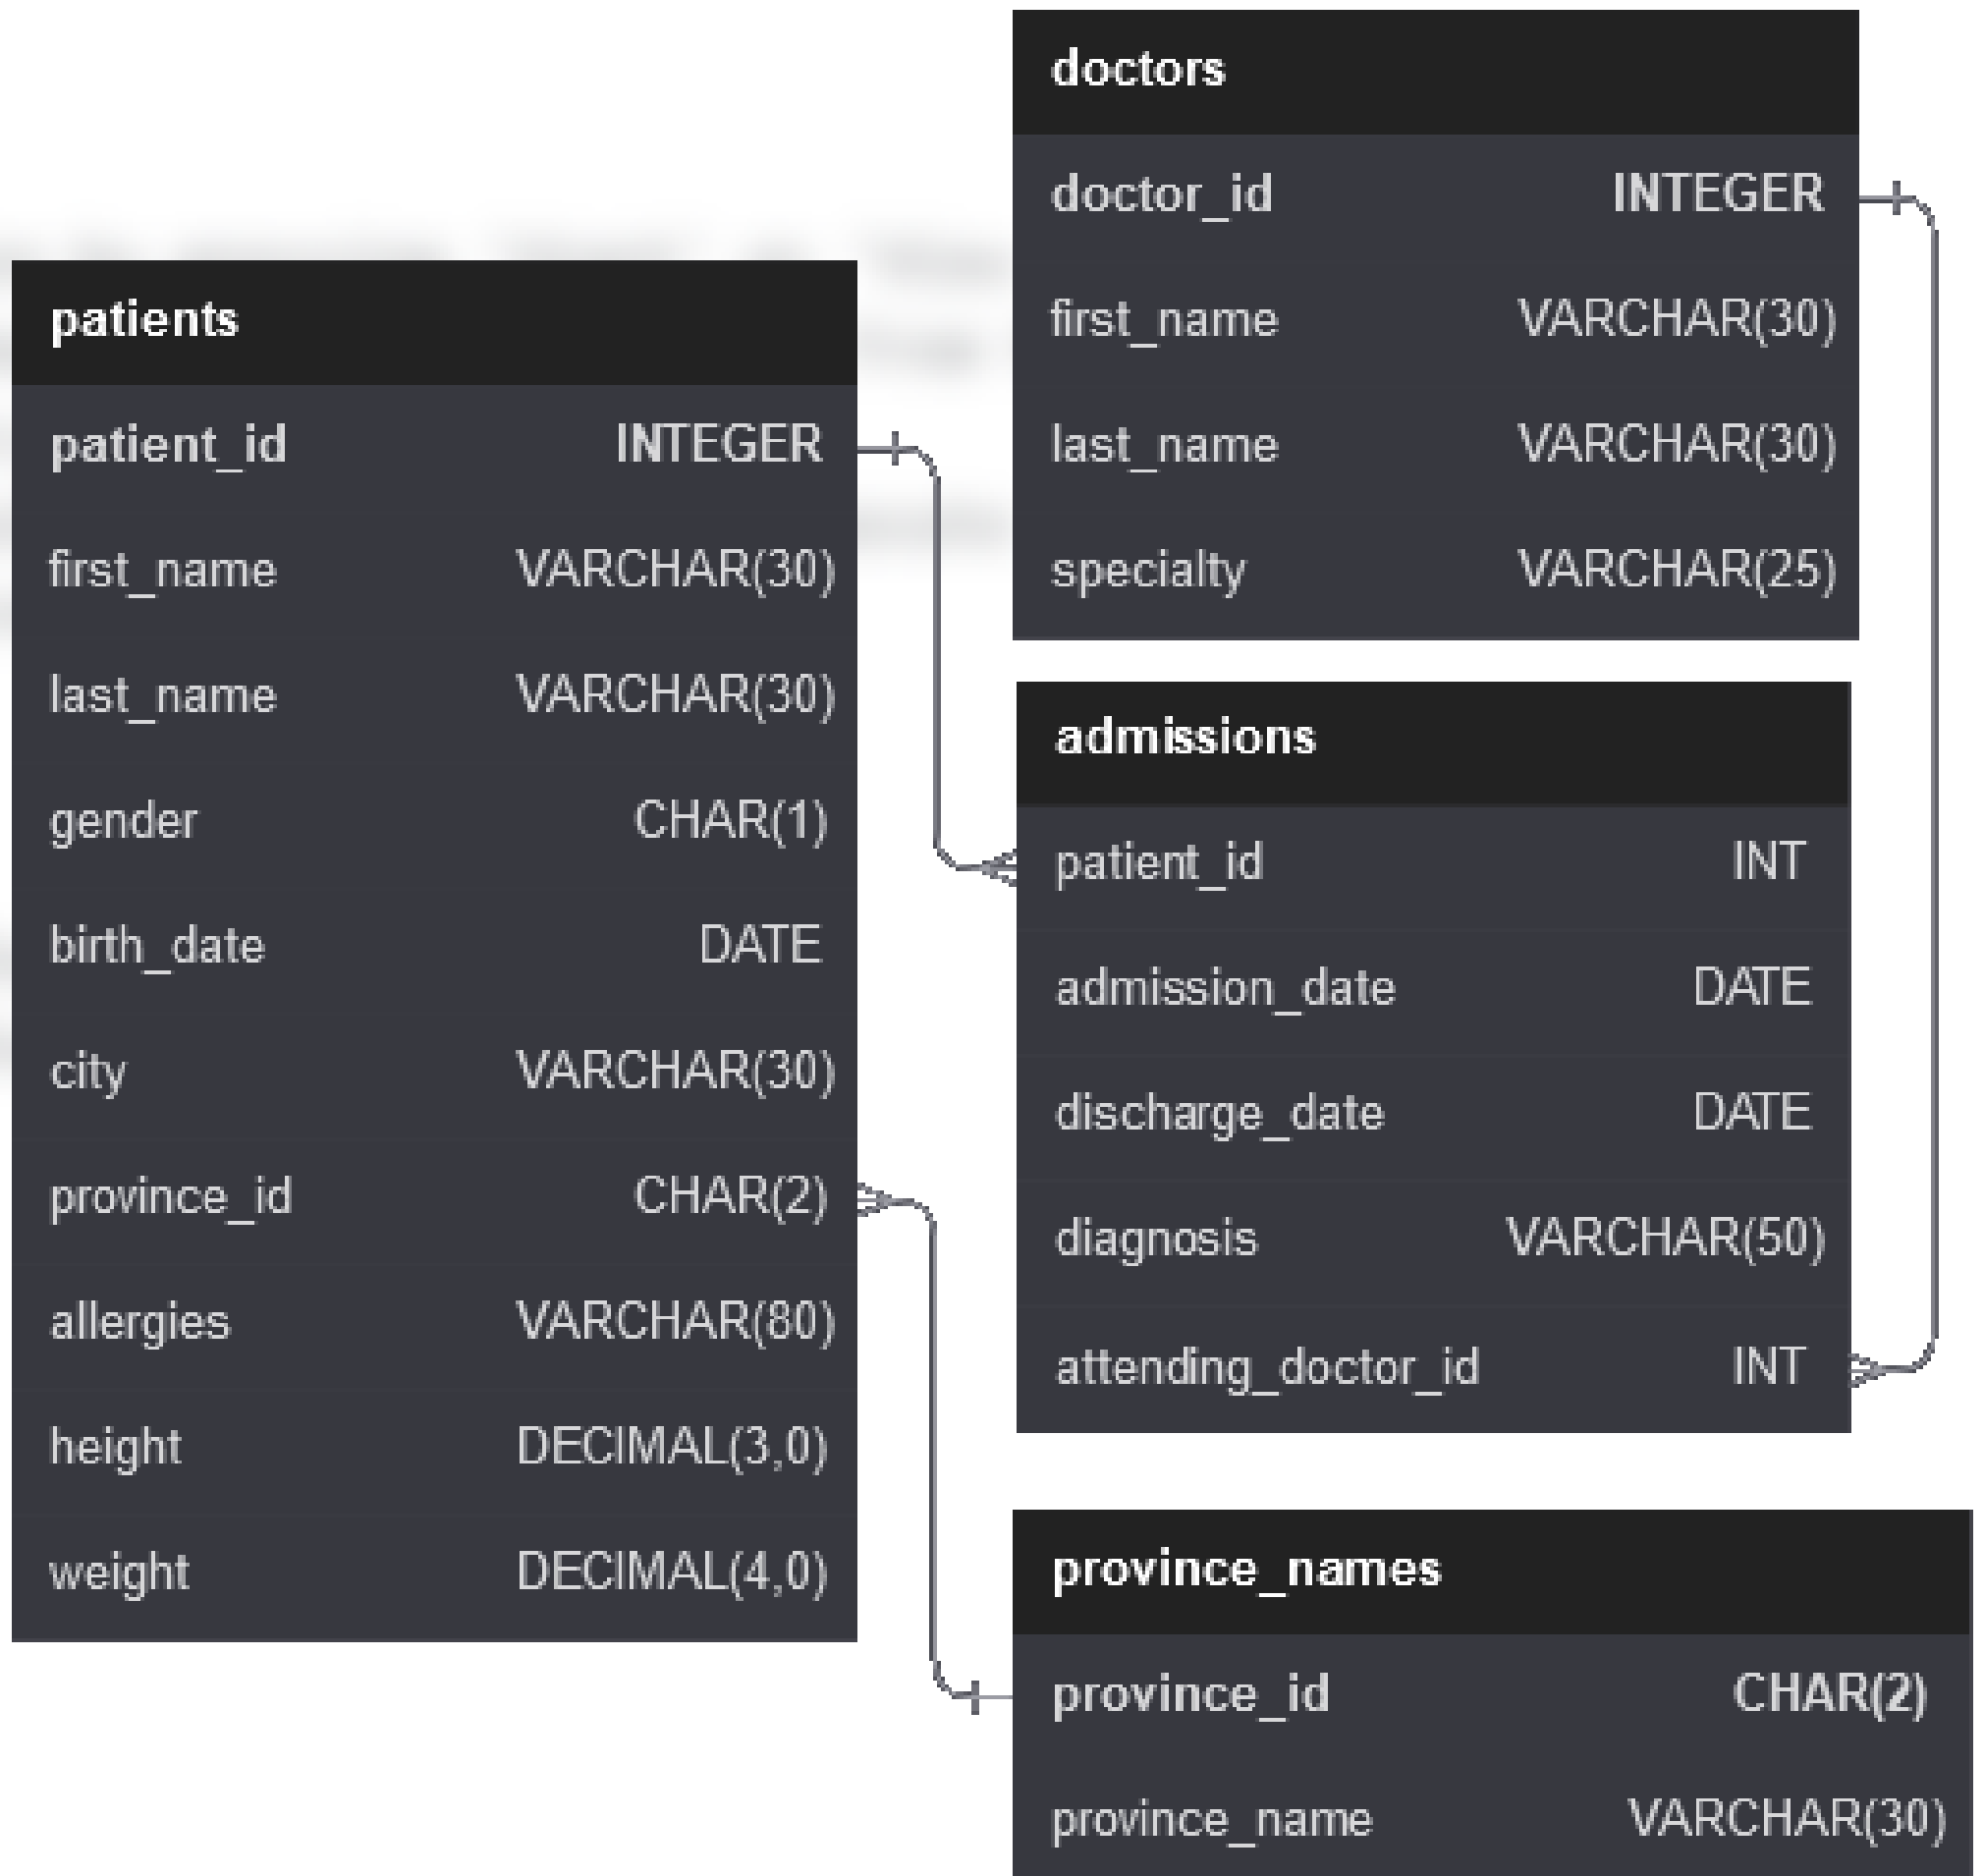 patients
patient_id INTEGER
first_name VARCHAR(30)
last_name VARCHAR(30)
gender CHAR(1)
birth_date DATE
city VARCHAR(30)
province_id CHAR(2)
allergies VARCHAR(80)
height DECIMAL(3,0)
weight DECIMAL(4,0)
doctors
doctor_id INTEGER
first_name VARCHAR(30)
last_name VARCHAR(30)
specialty VARCHAR(25)
admissions
patient_id INT
admission_date DATE
discharge_date DATE
diagnosis VARCHAR(50)
attending_doctor_id INT
province_names
province_id CHAR(2)
province_name VARCHAR(30)